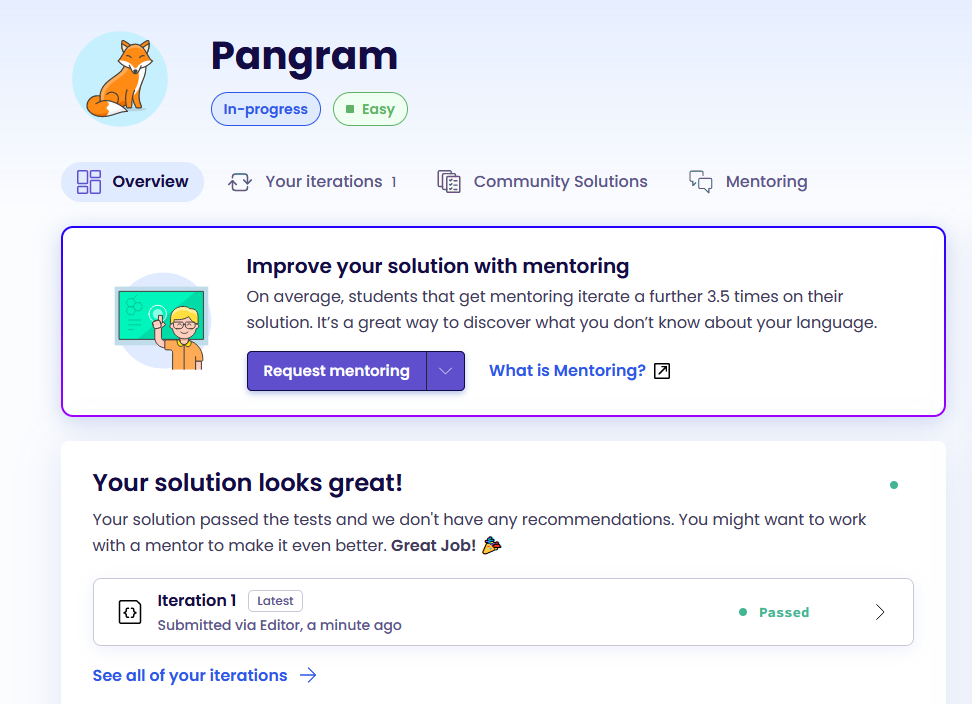 Pangram
In-progress
Easy
Overview
Your iterations 1
Community Solutions
Mentoring
Improve your solution with mentoring
On average, students that get mentoring iterate a further 3.5 times on their
solution. It’s a great way to discover what you don’t know about your language.
Request mentoring
What is Mentoring?
Your solution looks great!
Your solution passed the tests and we don't have any recommendations. You might want to work
with a mentor to make it even better. Great Job! 🎉
Iteration 1 Latest
Submitted via Editor, a minute ago
Passed
See all of your iterations